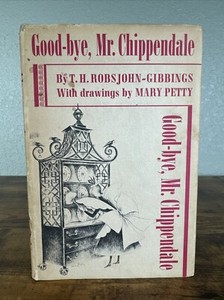 Good-bye, Mr. Chippendale
By T. H. ROBSJOHN-GIBBINGS
With drawings by MARY PETTY
Good-bye, Mr. Chippendale